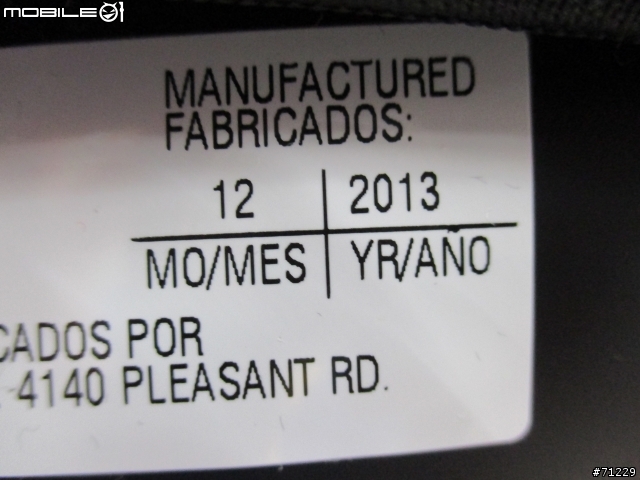 MOBILE01
MANUFACTURED
FABRICADOS:
12 2013
MO/MES YR/AÑO
CADOS POR
4140 PLEASANT RD.
#71229